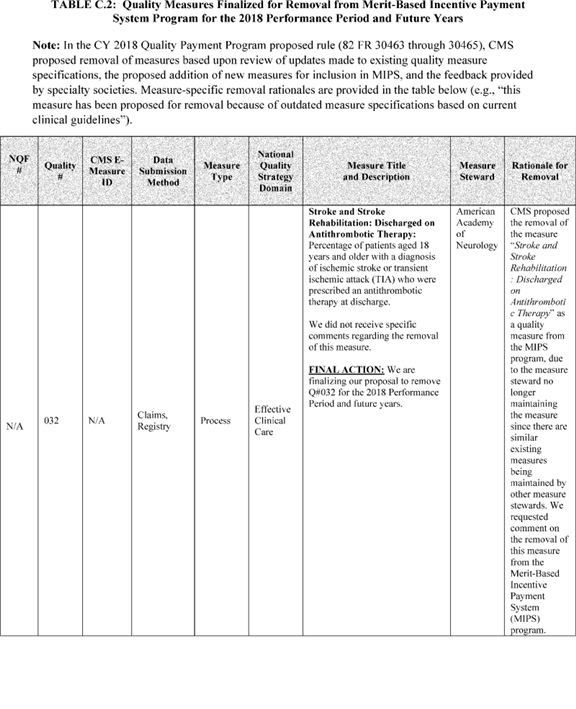 TABLE C.2: Quality Measures Finalized for Removal from Merit-Based Incentive Payment
System Program for the 2018 Performance Period and Future Years
Note: In the CY 2018 Quality Payment Program proposed rule (82 FR 30463 through 30465), CMS
proposed removal of measures based upon review of updates made to existing quality measure
specifications, the proposed addition of new measures for inclusion in MIPS, and the feedback provided
by specialty societies. Measure-specific removal rationales are provided in the table below (e.g., "this
measure has been proposed for removal because of outdated measure specifications based on current
clinical guidelines").
NQF
#
Quality
#
CMS E-
Measure
ID
Data
Submission
Method
Measure
Type
National
Quality
Strategy
Domain
Measure Title
and Description
Measure
Steward
Rationale for
Removal
N/A
032
N/A
Claims,
Registry
Process
Effective
Clinical
Care
Stroke and Stroke
Rehabilitation: Discharged on
Antithrombotic Therapy:
Percentage of patients aged 18
years and older with a diagnosis
of ischemic stroke or transient
ischemic attack (TIA) who were
prescribed an antithrombotic
therapy at discharge.
We did not receive specific
comments regarding the removal
of this measure.
FINAL ACTION: We are
finalizing our proposal to remove
Q#032 for the 2018 Performance
Period and future years.
American
Academy
of
Neurology
CMS proposed
the removal of
the measure
"Stroke and
Stroke
Rehabilitation
: Discharged
on
Antithromboti
c Therapy" as
a quality
measure from
the MIPS
program, due
to the measure
steward no
longer
maintaining
the measure
since there are
similar
existing
measures
being
maintained by
other measure
stewards. We
requested
comment on
the removal of
this measure
from the
Merit-Based
Incentive
Payment
System
(MIPS)
program.